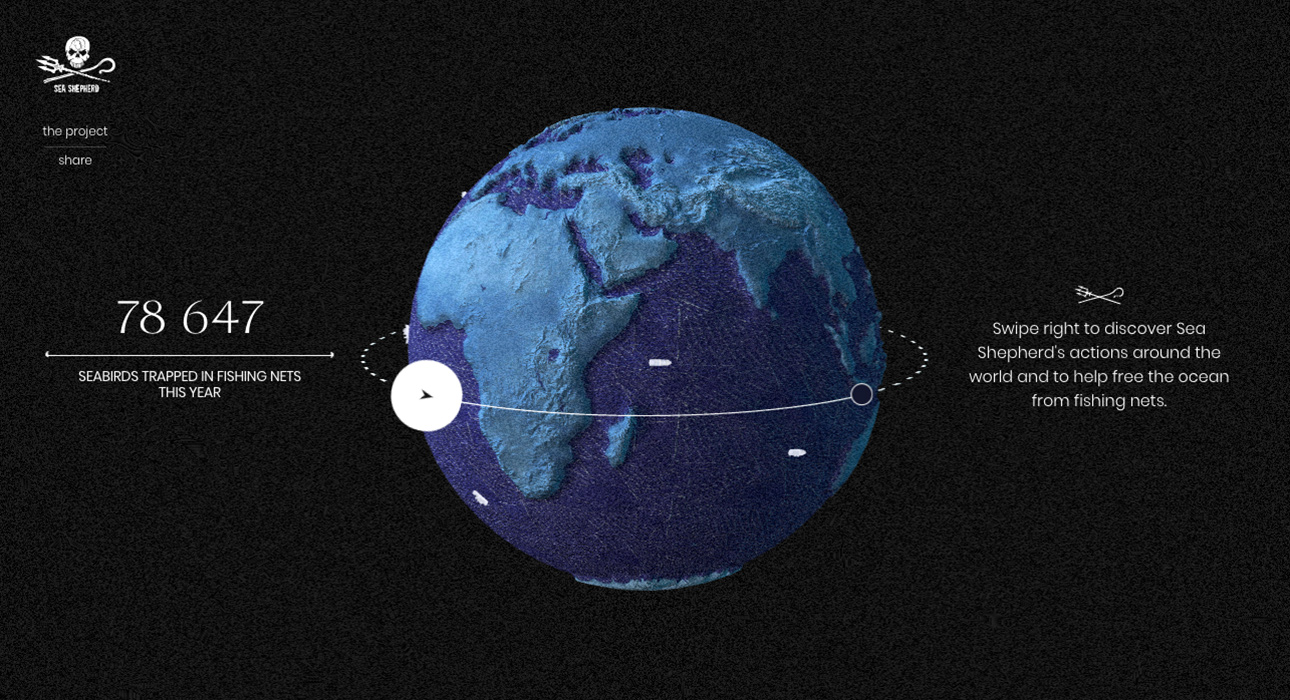 SEA SHEPHERD
the project
share
78 647
SEABIRDS TRAPPED IN FISHING NETS
THIS YEAR
Swipe right to discover Sea
Shepherd's actions around the
world and to help free the ocean
from fishing nets.